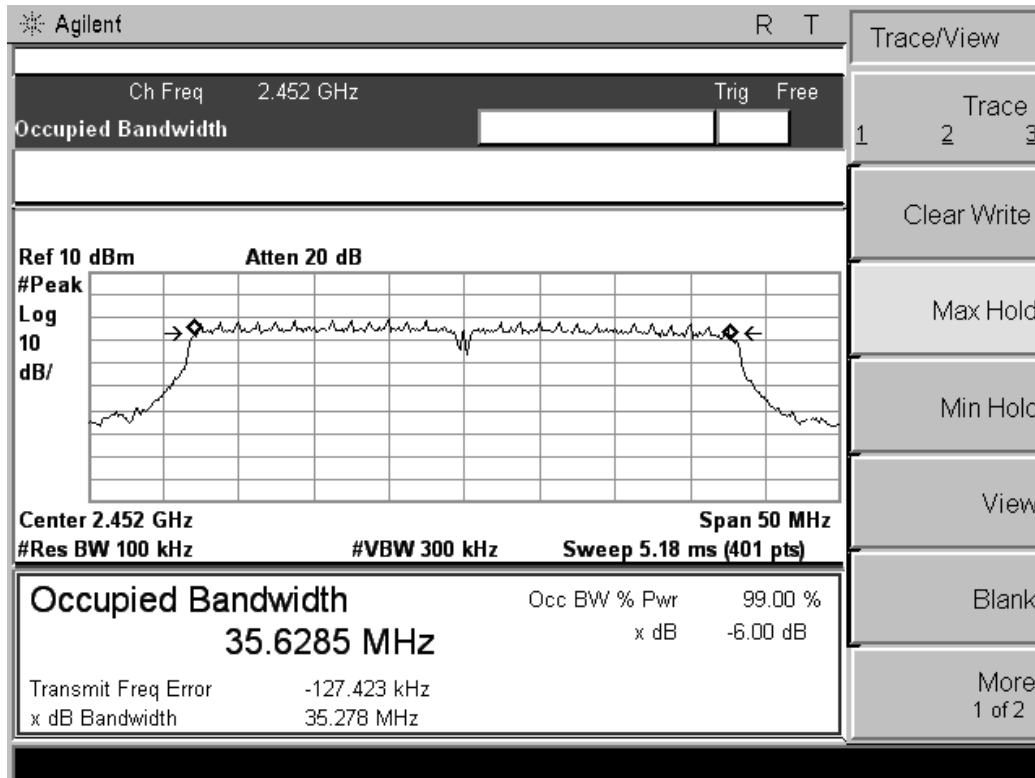 Agilent R T
Ch Freq 2.452 GHz Trig Free
Occupied Bandwidth
Ref 10 dBm Atten 20 dB
#Peak
Log
10
dB/
Center 2.452 GHz Span 50 MHz
#Res BW 100 kHz #VBW 300 kHz Sweep 5.18 ms (401 pts)
Occupied Bandwidth
35.6285 MHz
Occ BW % Pwr 99.00 %
x dB -6.00 dB
Transmit Freq Error -127.423 kHz
x dB Bandwidth 35.278 MHz
Trace/View
Trace
1 2 3
Clear Write
Max Hold
Min Hold
View
Blank
More
1 of 2